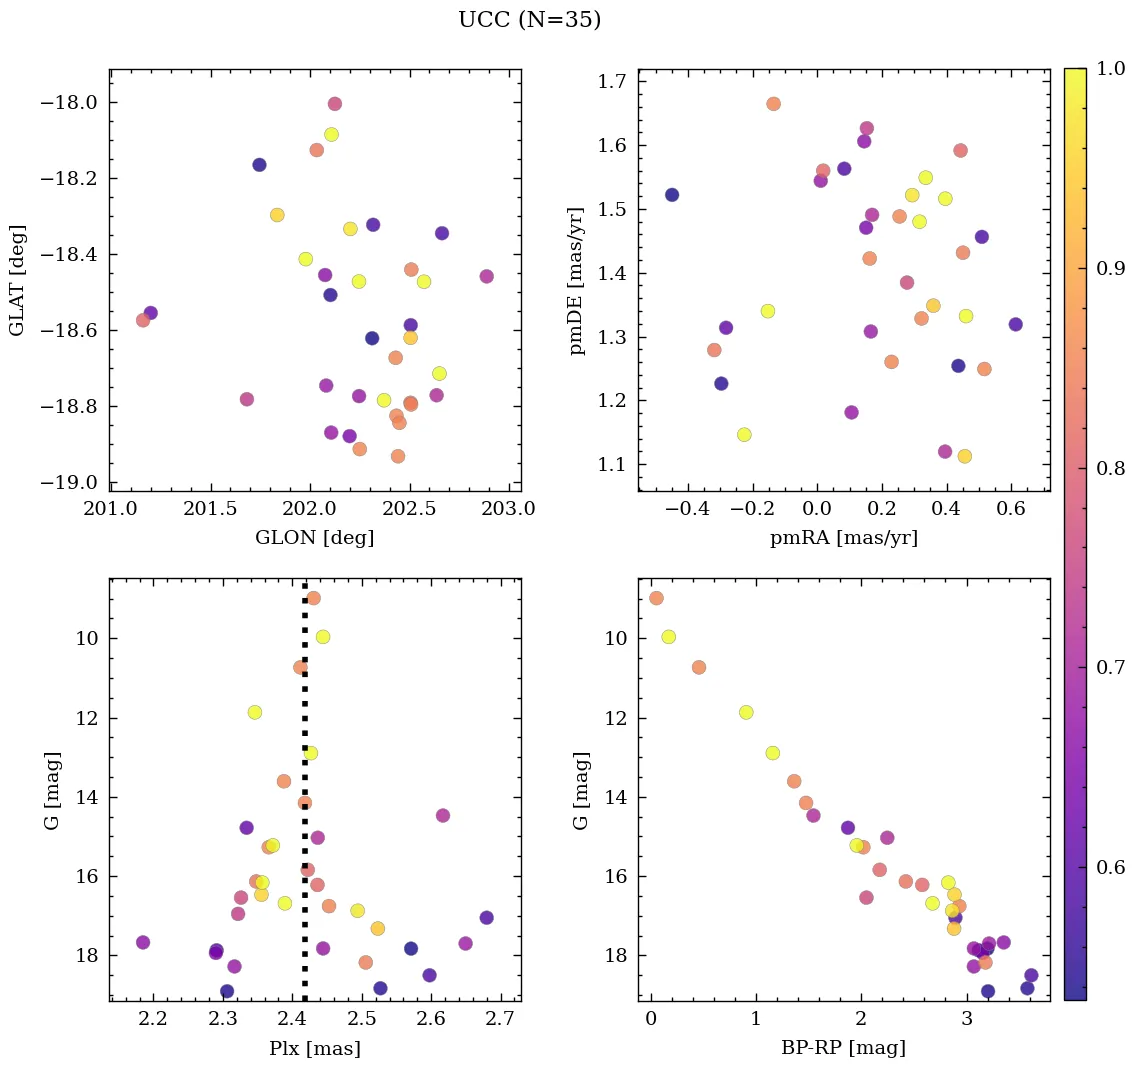 UCC (N=35)
−18.0
−18.2
−18.4
−18.6
−18.8
−19.0
GLAT [deg]
201.0 201.5 202.0 202.5 203.0
GLON [deg]
1.7
1.6
1.5
1.4
1.3
1.2
1.1
pmDE [mas/yr]
−0.4 −0.2 0.0 0.2 0.4 0.6
pmRA [mas/yr]
1.0
0.9
0.8
0.7
0.6
10
12
14
16
18
G [mag]
2.2 2.3 2.4 2.5 2.6 2.7
Plx [mas]
10
12
14
16
18
G [mag]
0 1 2 3
BP-RP [mag]